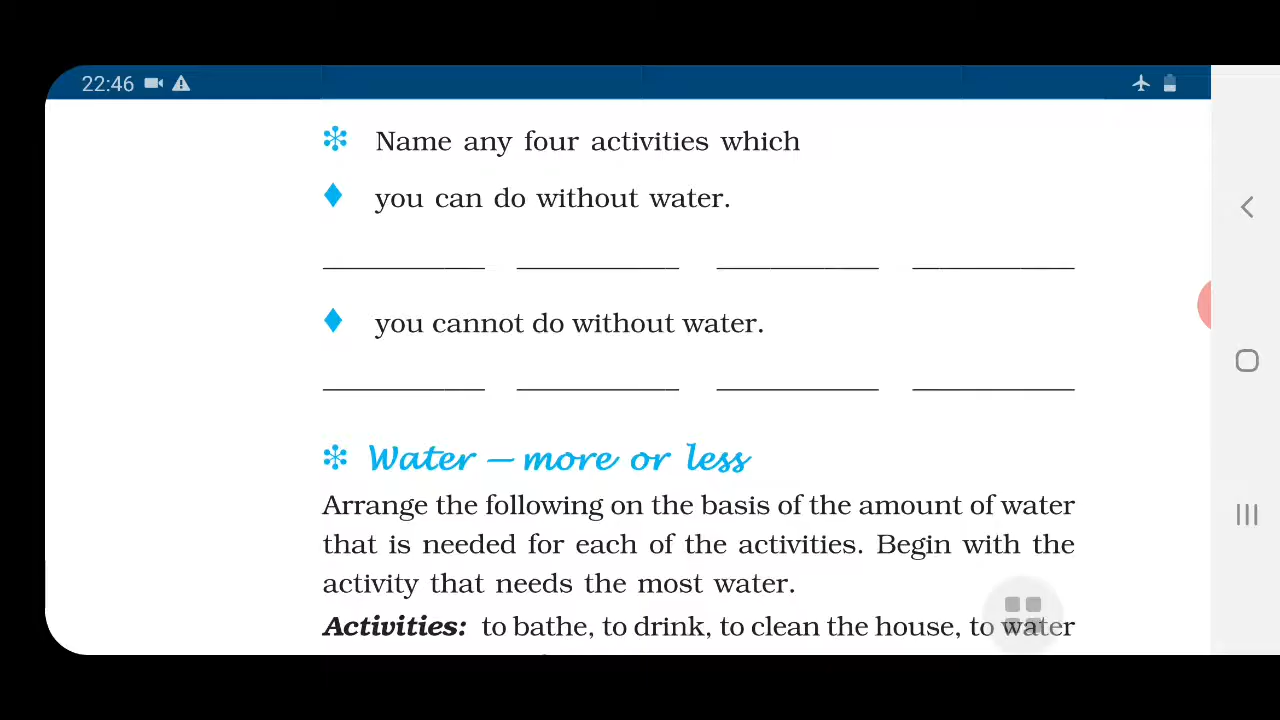 22:46
Name any four activities which
you can do without water.
you cannot do without water.
Water – more or less
Arrange the following on the basis of the amount of water
that is needed for each of the activities. Begin with the
activity that needs the most water.
Activities: to bathe, to drink, to clean the house, to water